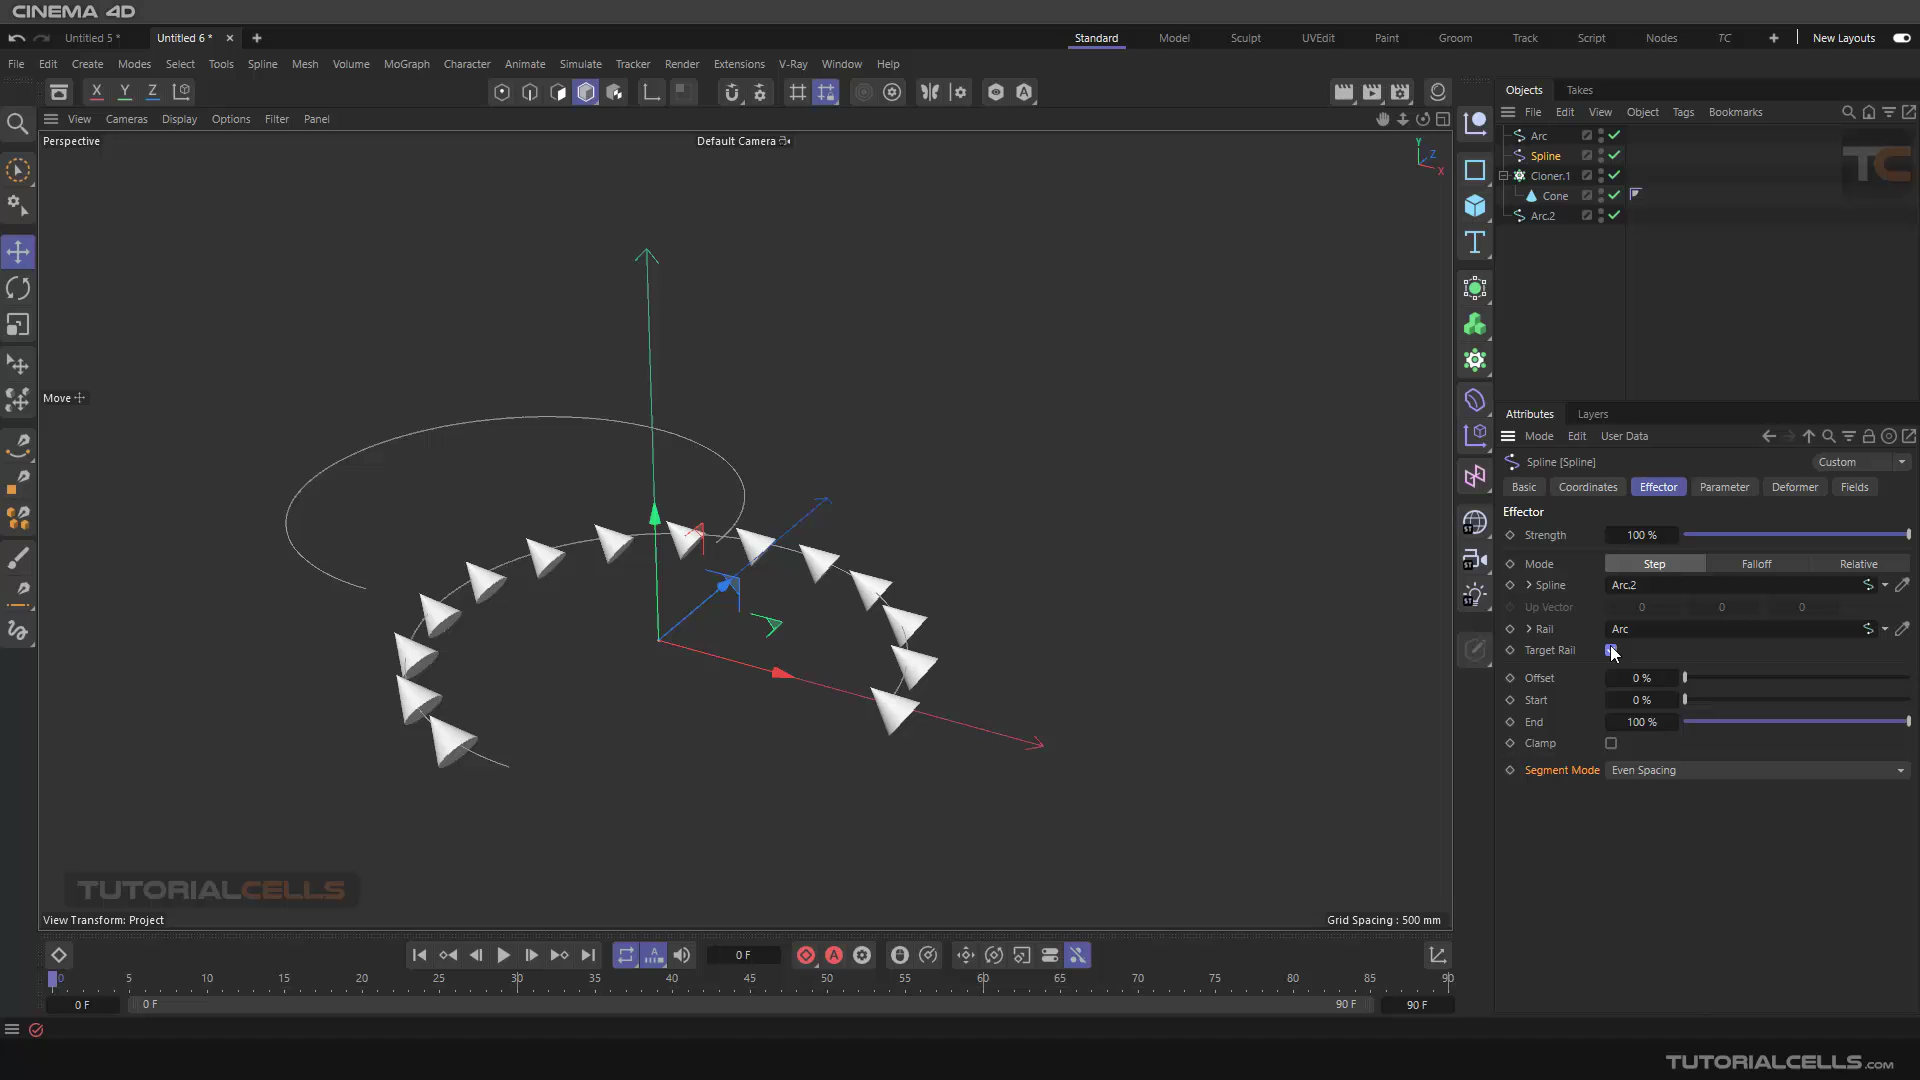 CINEMA 4D
Untitled 5 *
Untitled 6 *
Standard
Model
Sculpt
UVEdit
Paint
Groom
Track
Script
Nodes
TC
New Layouts
File
Edit
Create
Modes
Select
Tools
Spline
Mesh
Volume
MoGraph
Character
Animate
Simulate
Tracker
Render
Extensions
V-Ray
Window
Help
X
Y
Z
View
Cameras
Display
Options
Filter
Panel
Perspective
Default Camera
Y
Z
X
Move
Objects
Takes
File
Edit
View
Object
Tags
Bookmarks
Arc
Spline
Cloner.1
Cone
Arc.2
TC
Attributes
Layers
Mode
Edit
User Data
Spline [Spline]
Custom
Basic
Coordinates
Effector
Parameter
Deformer
Fields
Effector
Strength
100 %
Mode
Step
Falloff
Relative
Spline
Arc.2
Up Vector
0
0
0
Rail
Arc
Target Rail
Offset
0 %
Start
0 %
End
100 %
Clamp
Segment Mode
Even Spacing
ST
ST
ST
TUTORIALCELLS
View Transform: Project
Grid Spacing : 500 mm
0 F
0
5
10
15
20
25
30
35
40
45
50
55
60
65
70
75
80
85
90
0 F
0 F
90 F
90 F
TUTORIALCELLS.COM